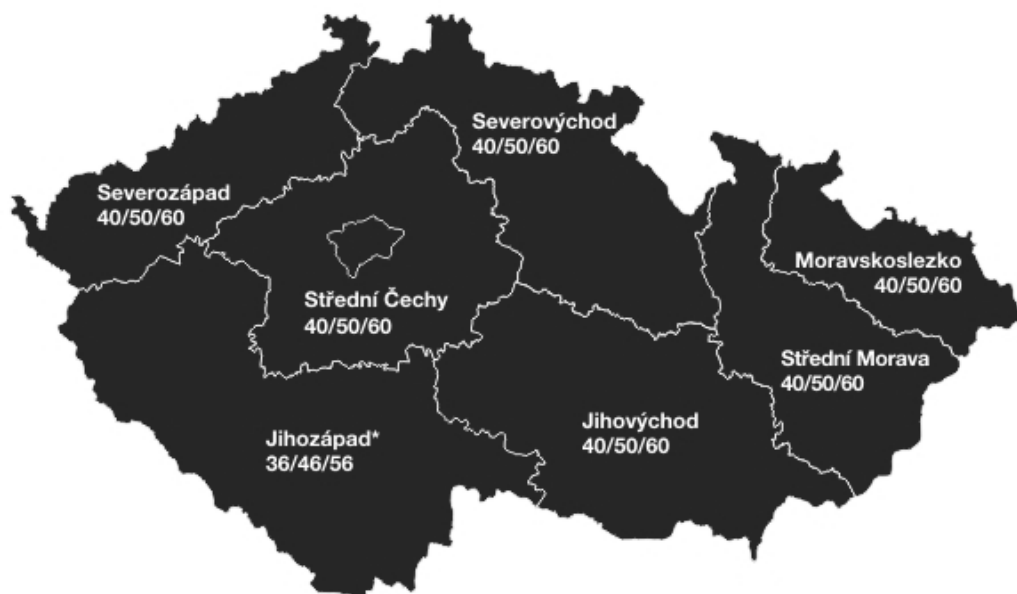 Severovýchod
40/50/60
Severozápad
40/50/60
Moravskoslezko
40/50/60
Střední Čechy
40/50/60
Střední Morava
40/50/60
Jihovýchod
40/50/60
Jihozápad*
36/46/56